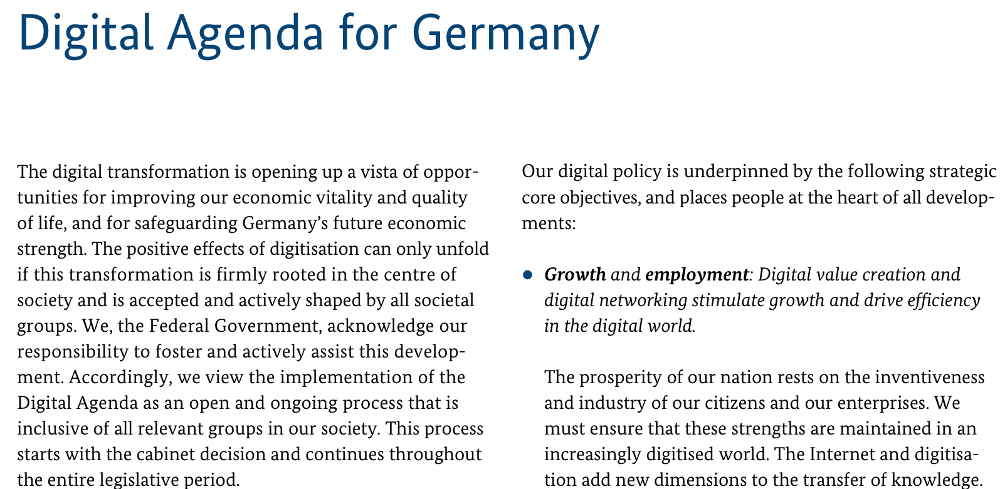 Digital Agenda for Germany
The digital transformation is opening up a vista of oppor-
tunities for improving our economic vitality and quality
of life, and for safeguarding Germany’s future economic
strength. The positive effects of digitisation can only unfold
if this transformation is firmly rooted in the centre of
society and is accepted and actively shaped by all societal
groups. We, the Federal Government, acknowledge our
responsibility to foster and actively assist this develop-
ment. Accordingly, we view the implementation of the
Digital Agenda as an open and ongoing process that is
inclusive of all relevant groups in our society. This process
starts with the cabinet decision and continues throughout
the entire legislative period.
Our digital policy is underpinned by the following strategic
core objectives, and places people at the heart of all develop-
ments:
● Growth and employment: Digital value creation and
digital networking stimulate growth and drive efficiency
in the digital world.
The prosperity of our nation rests on the inventiveness
and industry of our citizens and our enterprises. We
must ensure that these strengths are maintained in an
increasingly digitised world. The Internet and digitisa-
tion add new dimensions to the transfer of knowledge.